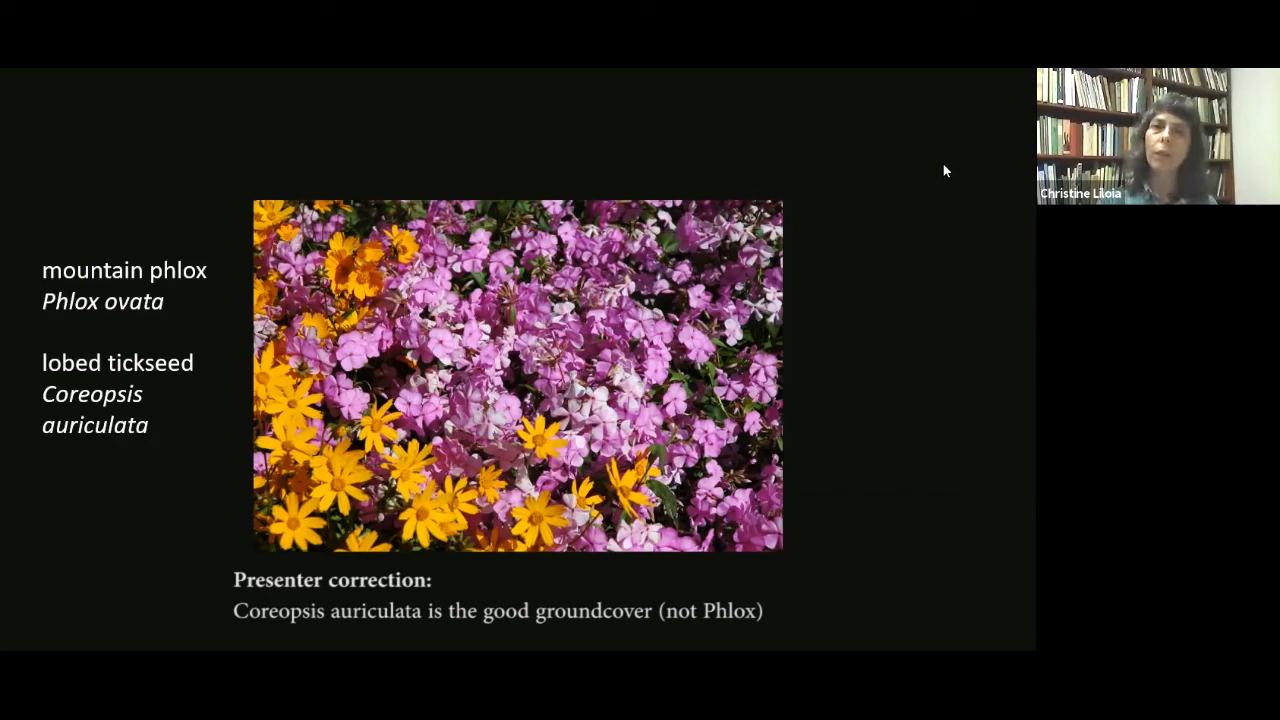 mountain phlox
Phlox ovata
lobed tickseed
Coreopsis
auriculata
Christine Liloia
Presenter correction:
Coreopsis auriculata is the good groundcover (not Phlox)